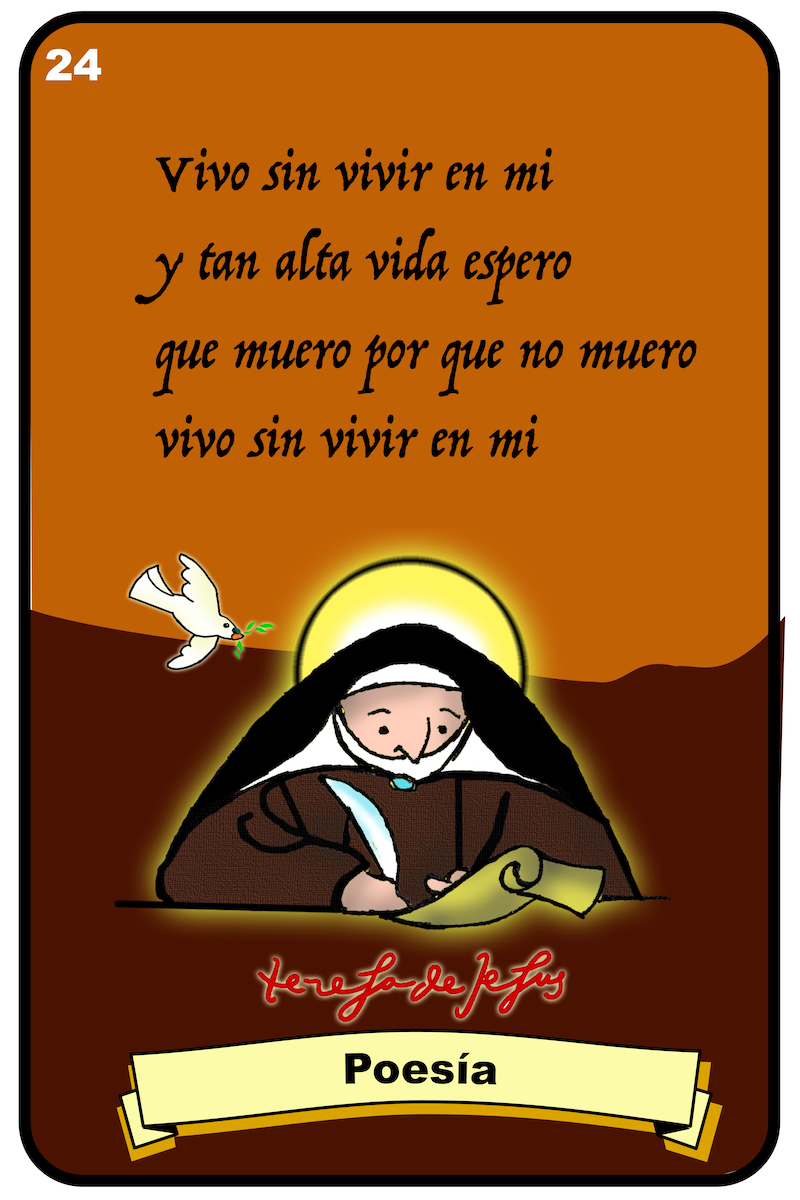 24
Vivo sin vivir en mi
y tan alta vida espero
que muero por que no muero
vivo sin vivir en mi
teresa de Jesus
Poesía